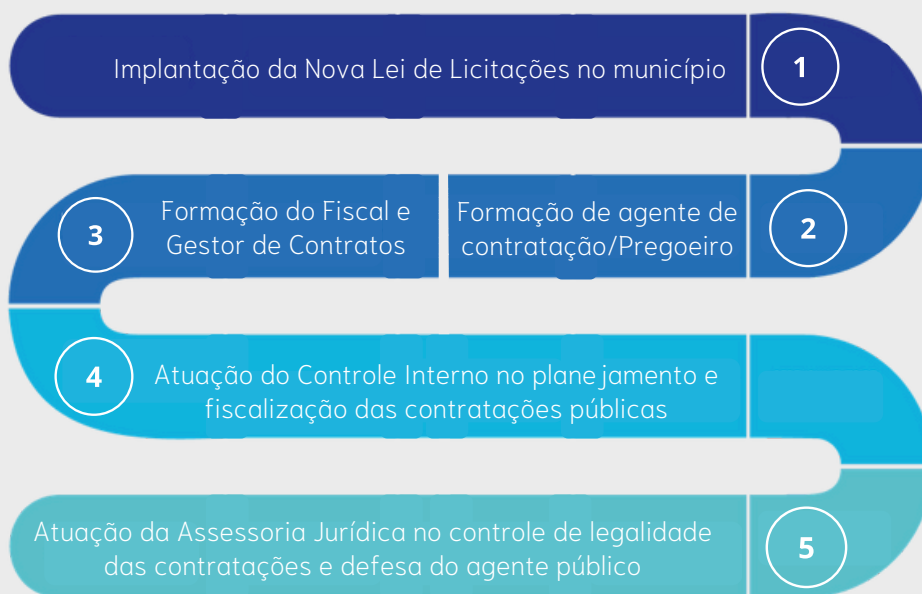 Implantação da Nova Lei de Licitações no município
1
2
Formação de agente de
contratação/Pregoeiro
3
Formação do Fiscal e
Gestor de Contratos
4
Atuação do Controle Interno no planejamento e
fiscalização das contratações públicas
5
Atuação da Assessoria Jurídica no controle de legalidade
das contratações e defesa do agente público